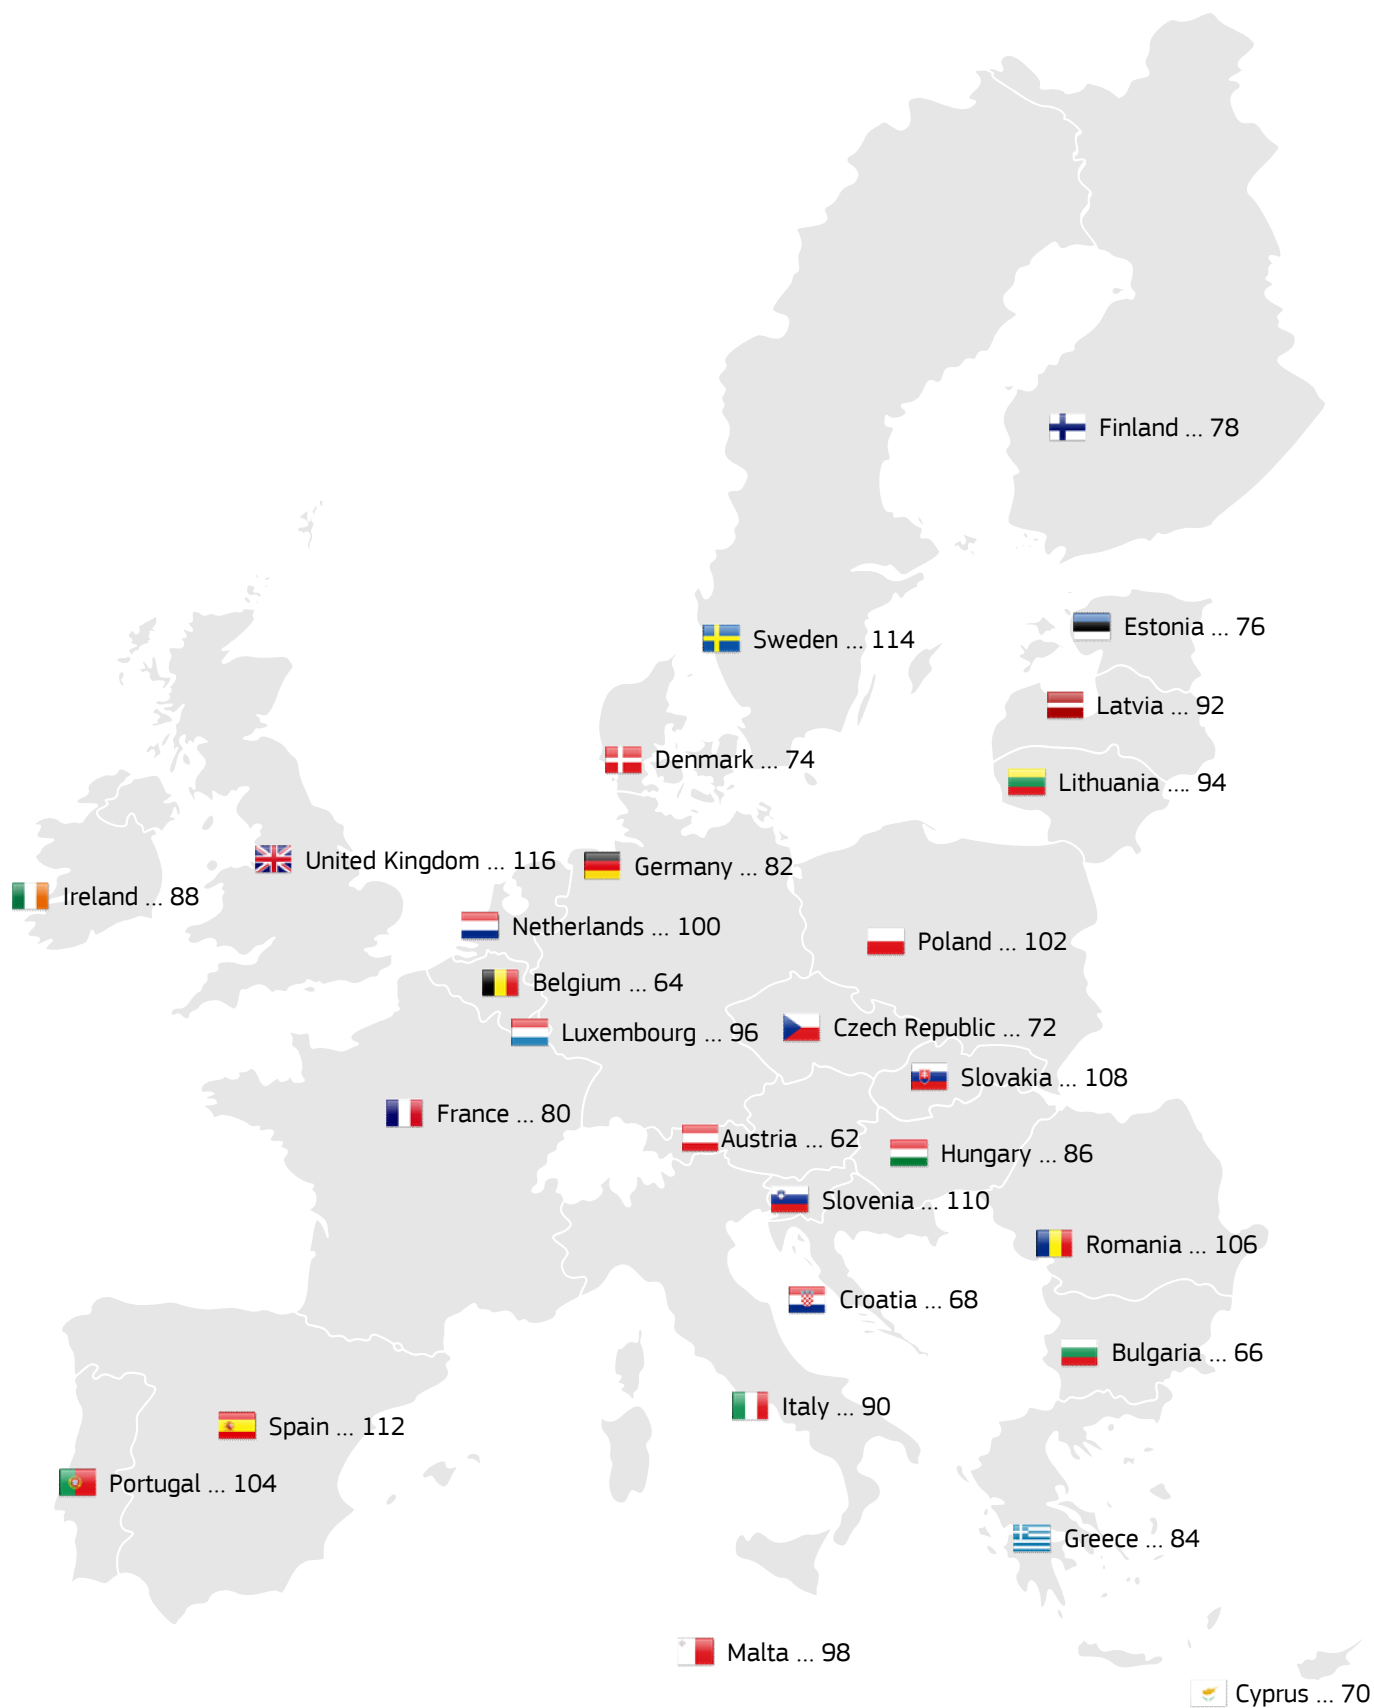 Finland ... 78
Estonia ... 76
Sweden ... 114
Latvia ... 92
Denmark ... 74
Lithuania .... 94
United Kingdom ... 116
Germany ... 82
Ireland ... 88
Netherlands ... 100
Poland ... 102
Belgium ... 64
Luxembourg ... 96
Czech Republic ... 72
Slovakia ... 108
France ... 80
Austria ... 62
Hungary ... 86
Slovenia ... 110
Romania ... 106
Croatia ... 68
Bulgaria ... 66
Italy ... 90
Spain ... 112
Portugal ... 104
Greece ... 84
Malta ... 98
Cyprus ... 70